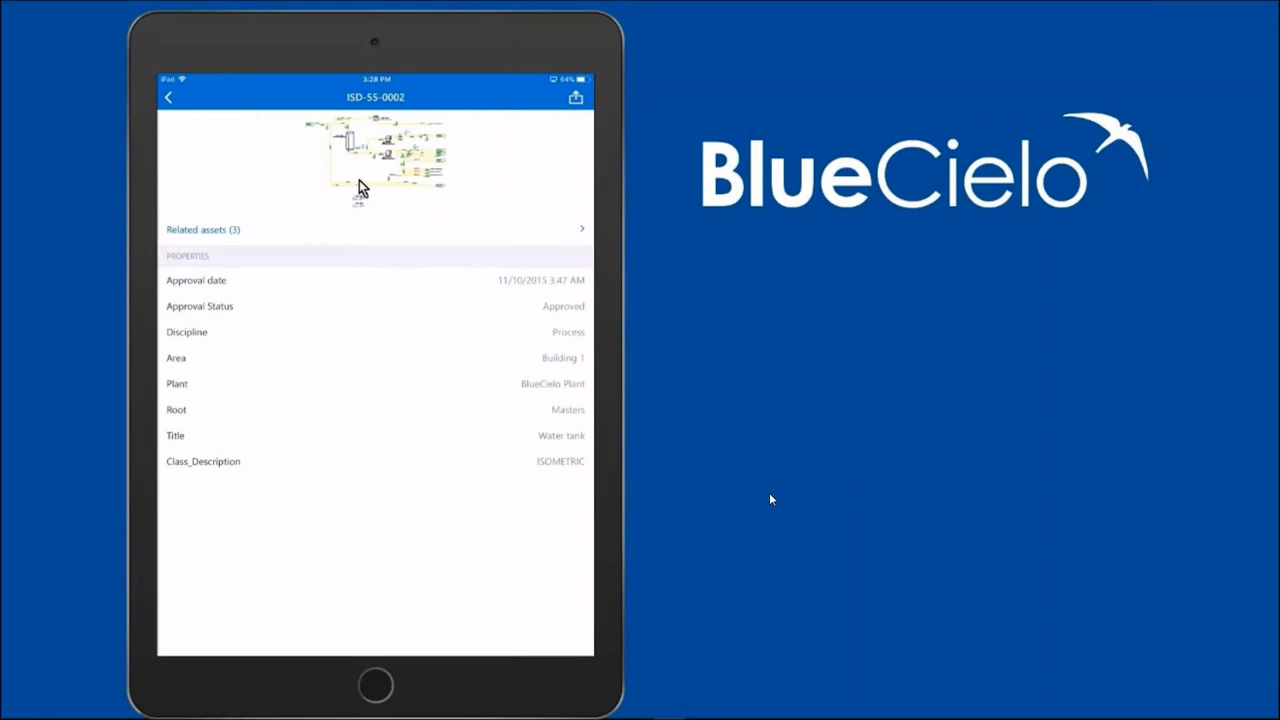 iPad 3:28 PM 64%
ISD-55-0002
Related assets (3)
PROPERTIES
Approval date 11/10/2015 3:47 AM
Approval Status Approved
Discipline Process
Area Building 1
Plant BlueCielo Plant
Root Masters
Title Water tank
Class_Description ISOMETRIC
BlueCielo